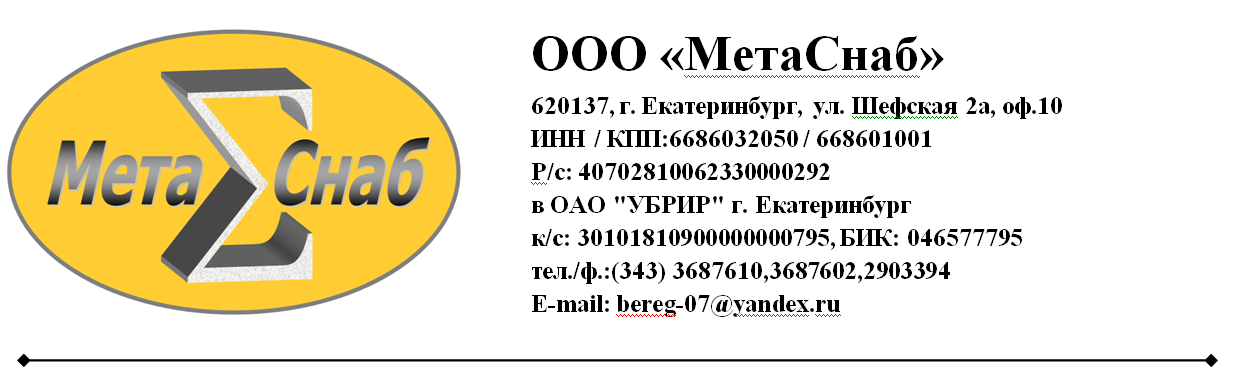 Мета Снаб
ООО «МетаСнаб»
620137, г. Екатеринбург, ул. Шефская 2а, оф.10
ИНН / КПП:6686032050 / 668601001
Р/с: 40702810062330000292
в ОАО "УБРИР" г. Екатеринбург
к/с: 30101810900000000795, БИК: 046577795
тел./ф.:(343) 3687610,3687602,2903394
E-mail: bereg-07@yandex.ru